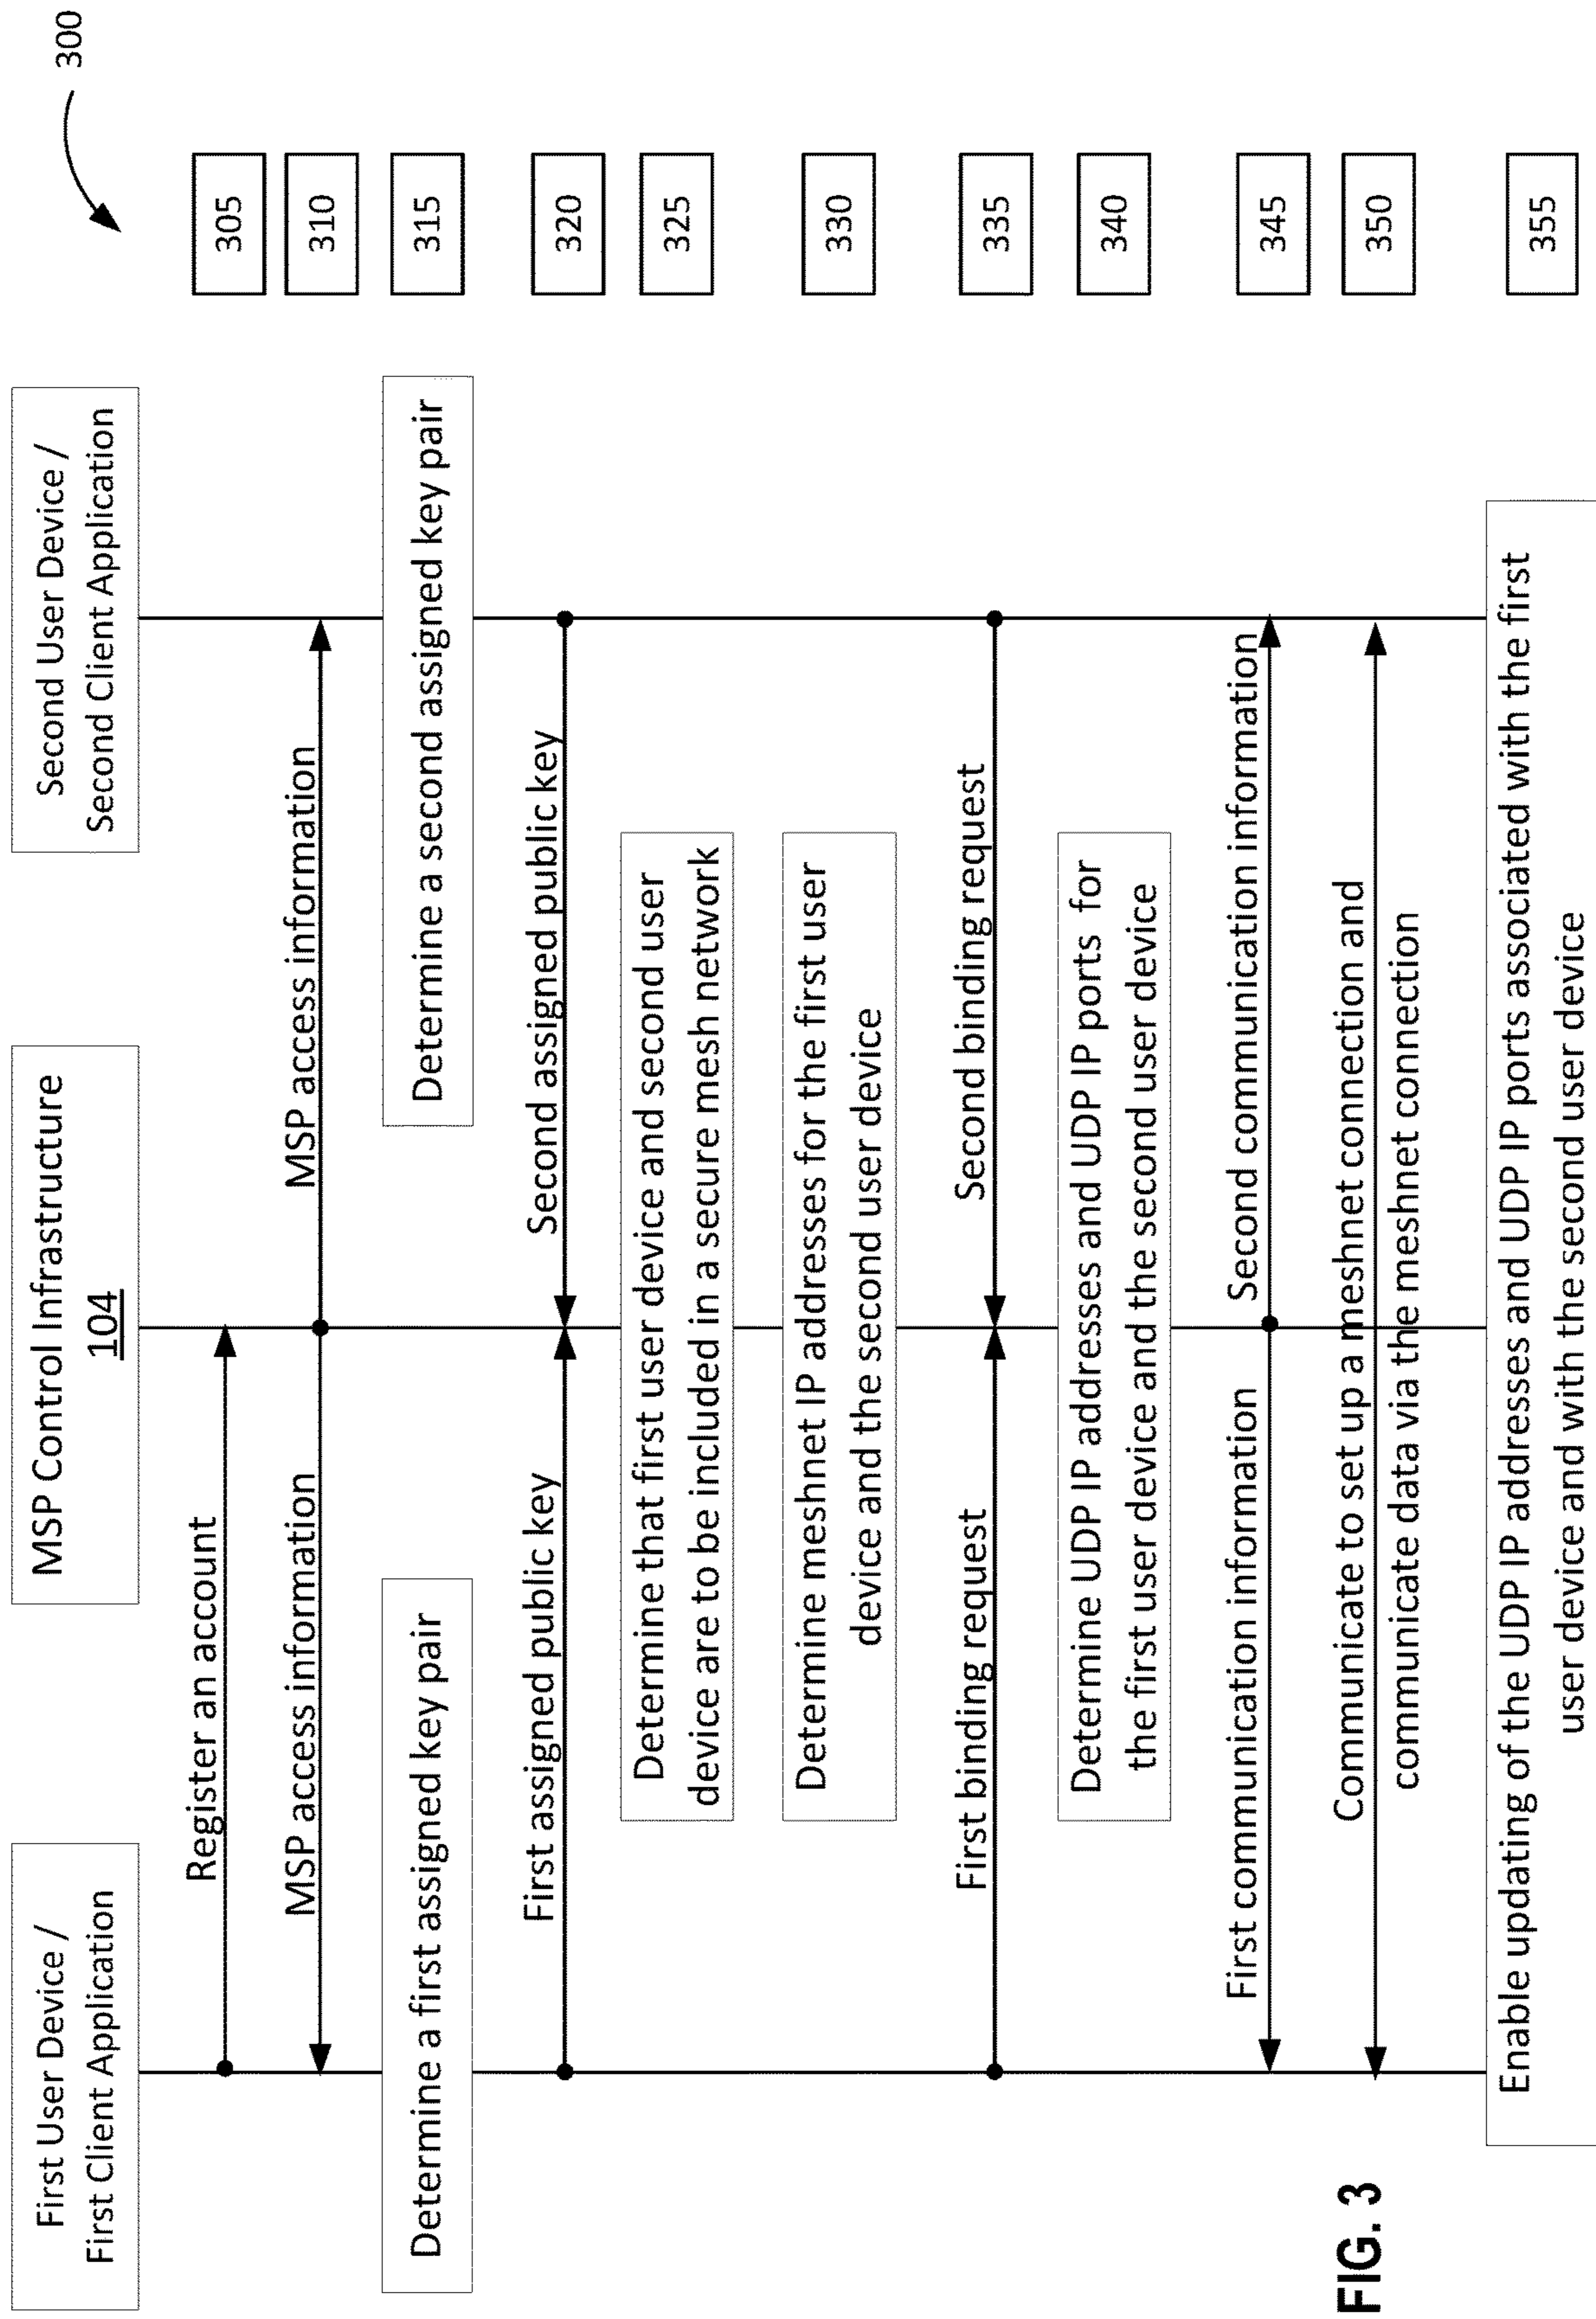 300
First User Device /
First Client Application
MSP Control Infrastructure
104
Second User Device /
Second Client Application
Register an account
305
MSP access information
MSP access information
310
Determine a first assigned key pair
Determine a second assigned key pair
315
First assigned public key
Second assigned public key
320
Determine that first user device and second user
device are to be included in a secure mesh network
325
Determine meshnet IP addresses for the first user
device and the second user device
330
First binding request
Second binding request
335
Determine UDP IP addresses and UDP IP ports for
the first user device and the second user device
340
First communication information
Second communication information
345
Communicate to set up a meshnet connection and
communicate data via the meshnet connection
350
Enable updating of the UDP IP addresses and UDP IP ports associated with the first
user device and with the second user device
355
FIG. 3